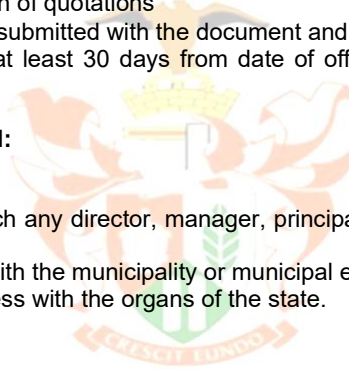 n of quotations
submitted with the document and
at least 30 days from date of off
l:
ch any director, manager, principa
ith the municipality or municipal e
ess with the organs of the state.
CRESCIT EUNDO